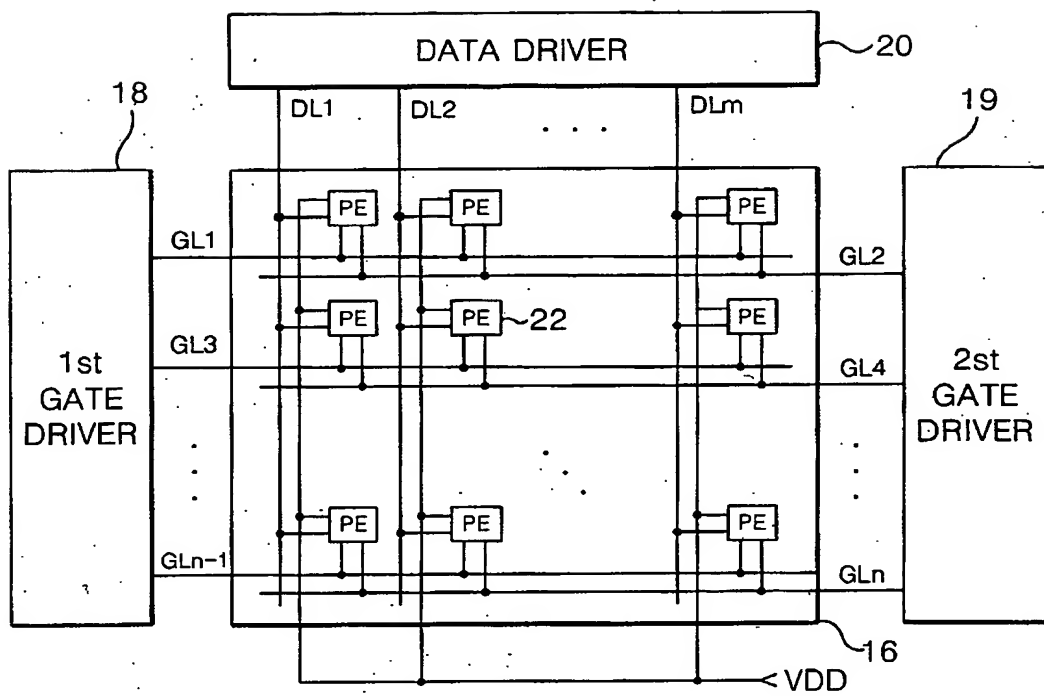 DATA DRIVER
20
18
DL1 DL2 DLm
19
PE PE PE
GL1 GL2
PE PE 22 PE
GL3 GL4
1st
GATE
DRIVER
2st
GATE
DRIVER
PE PE PE
GLn-1 GLn
16
VDD